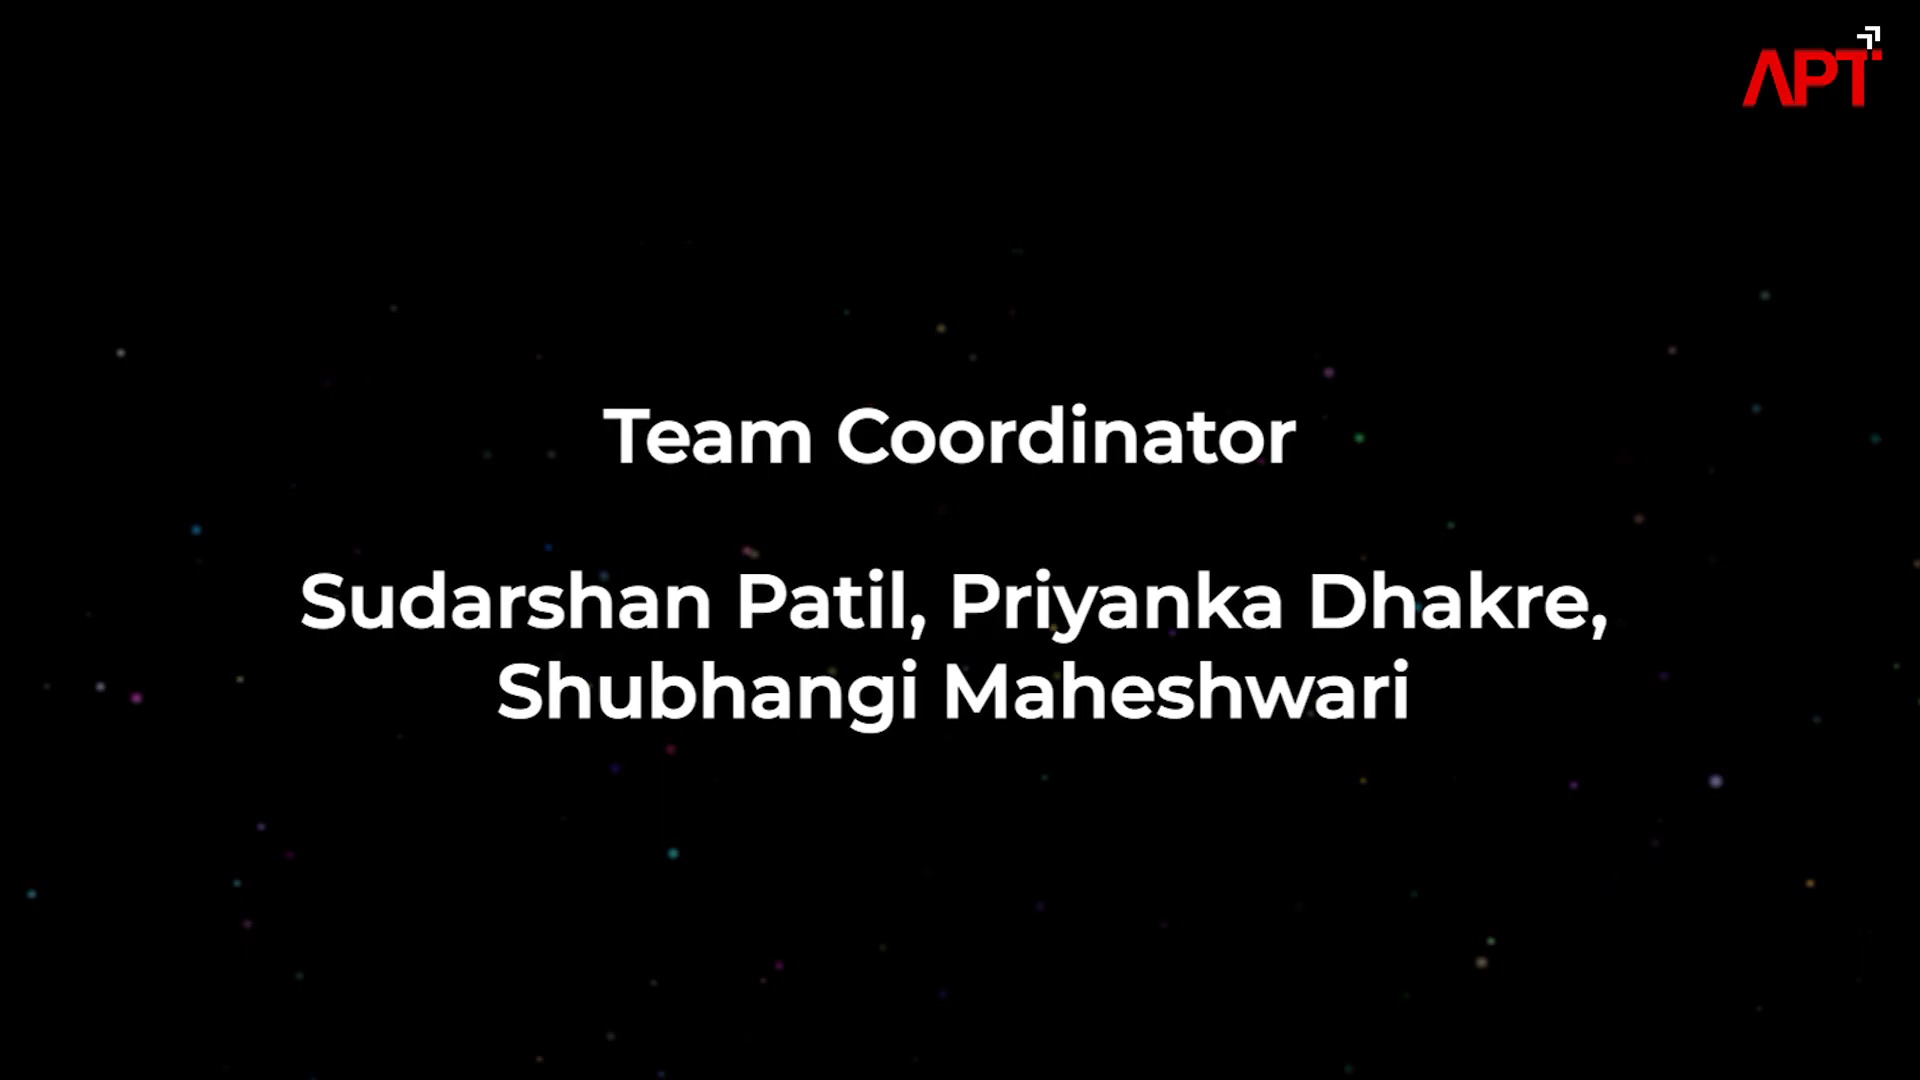 APT
Team Coordinator
Sudarshan Patil, Priyanka Dhakre,
Shubhangi Maheshwari